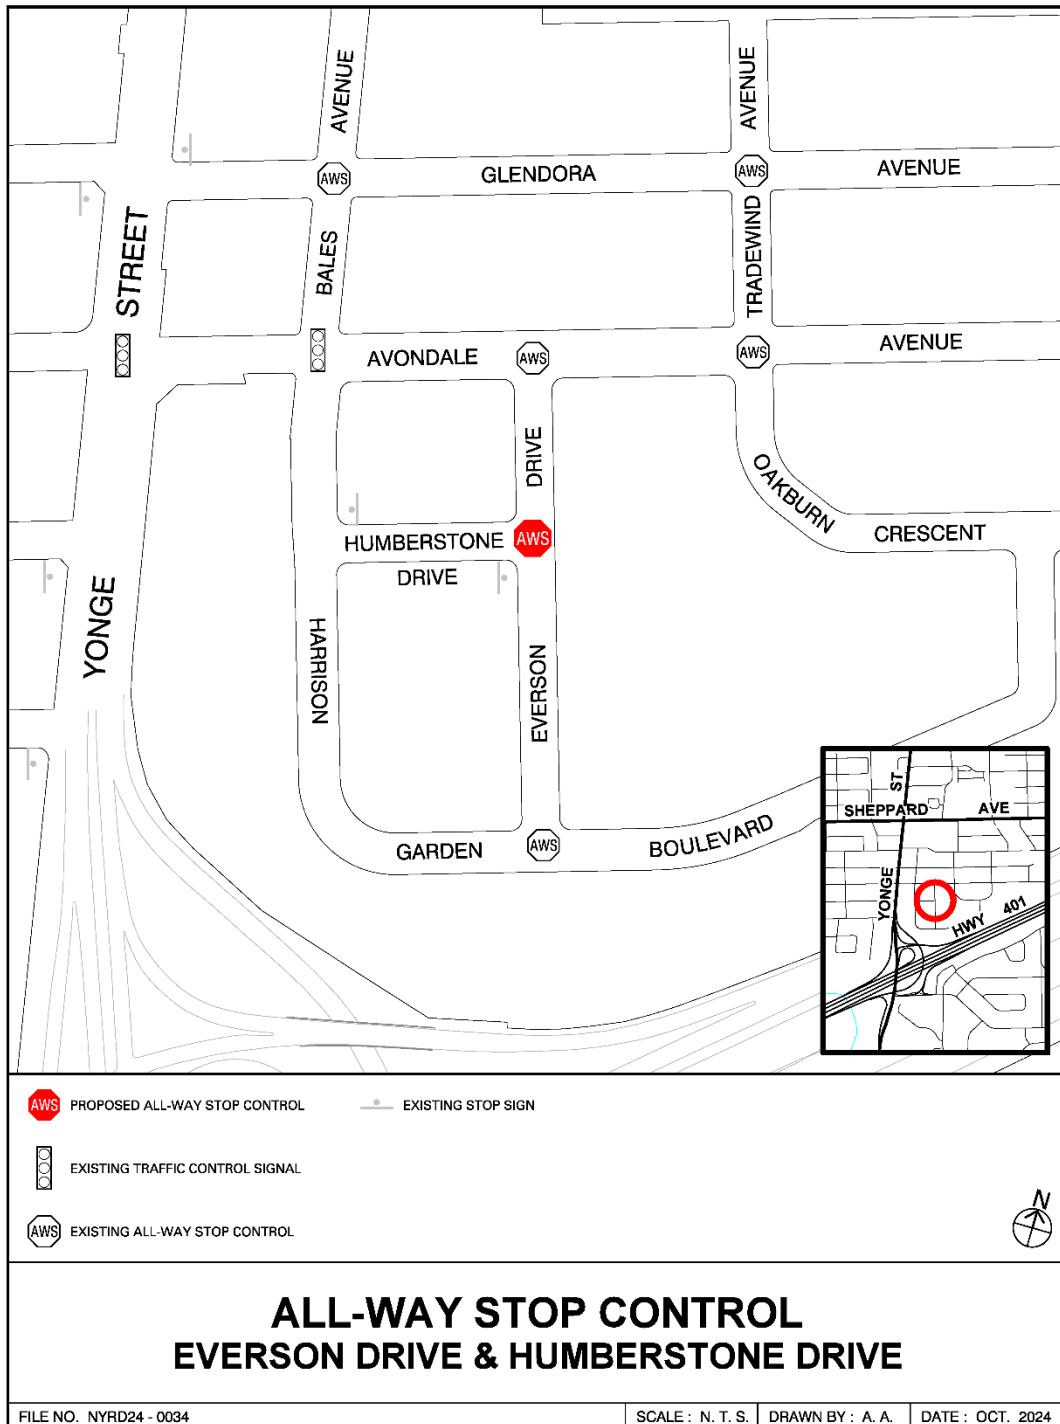 AVENUE
AVENUE
AWS
GLENDORA
AWS
AVENUE
STREET
BALES
TRADEWIND
AVONDALE
AWS
AWS
AVENUE
DRIVE
OAKBURN
CRESCENT
HUMBERSTONE
DRIVE
AWS
YONGE
HARRISON
EVERSON
GARDEN
AWS
BOULEVARD
ST
SHEPPARD AVE
YONGE
HWY 401
AWS PROPOSED ALL-WAY STOP CONTROL
EXISTING STOP SIGN
EXISTING TRAFFIC CONTROL SIGNAL
AWS EXISTING ALL-WAY STOP CONTROL
N
ALL-WAY STOP CONTROL
EVERSON DRIVE & HUMBERSTONE DRIVE
FILE NO. NYRD24 - 0034
SCALE : N. T. S.
DRAWN BY : A. A.
DATE : OCT. 2024